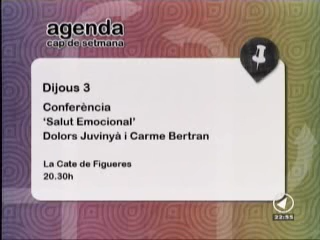 agenda
cap de setmana
Dijous 3
Conferència
‘Salut Emocional’
Dolors Juvinyà i Carme Bertran
La Cate de Figueres
20.30h
22:55